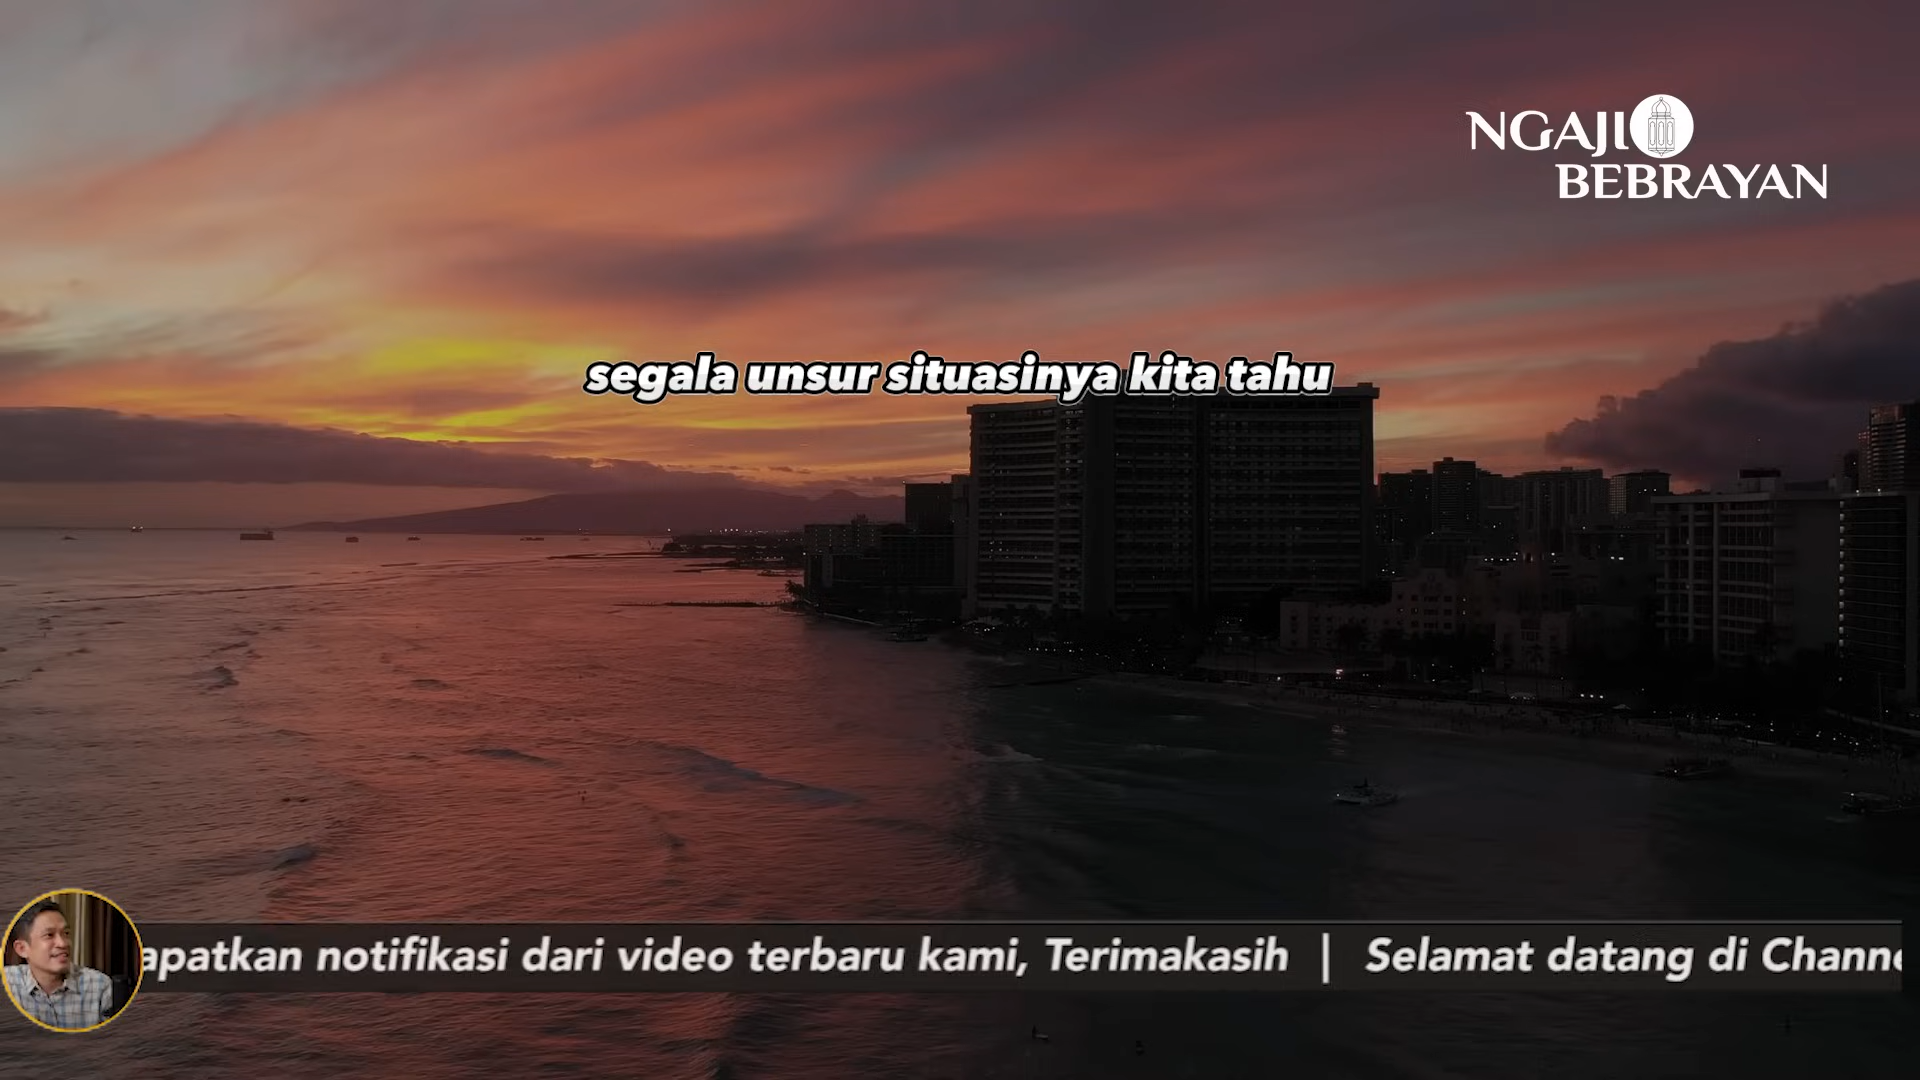 NGAJI
BEBRAYAN
segala unsur situasinya kita tahu
apatkan notifikasi dari video terbaru kami, Terimakasih | Selamat datang di Channe